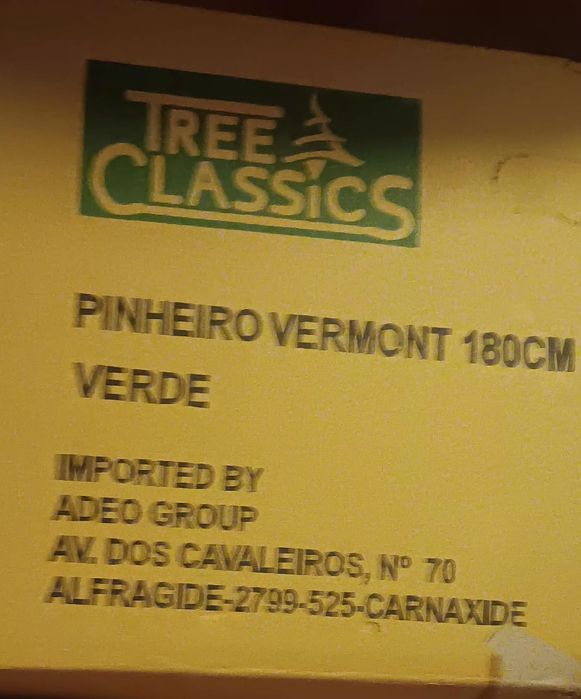 TREE
CLASSiCS
PINHEIRO VERMONT 180CM
VERDE
IMPORTED BY
ADEO GROUP
AV. DOS CAVALEIROS, Nº 70
ALFRAGIDE-2799-525-CARNAXIDE